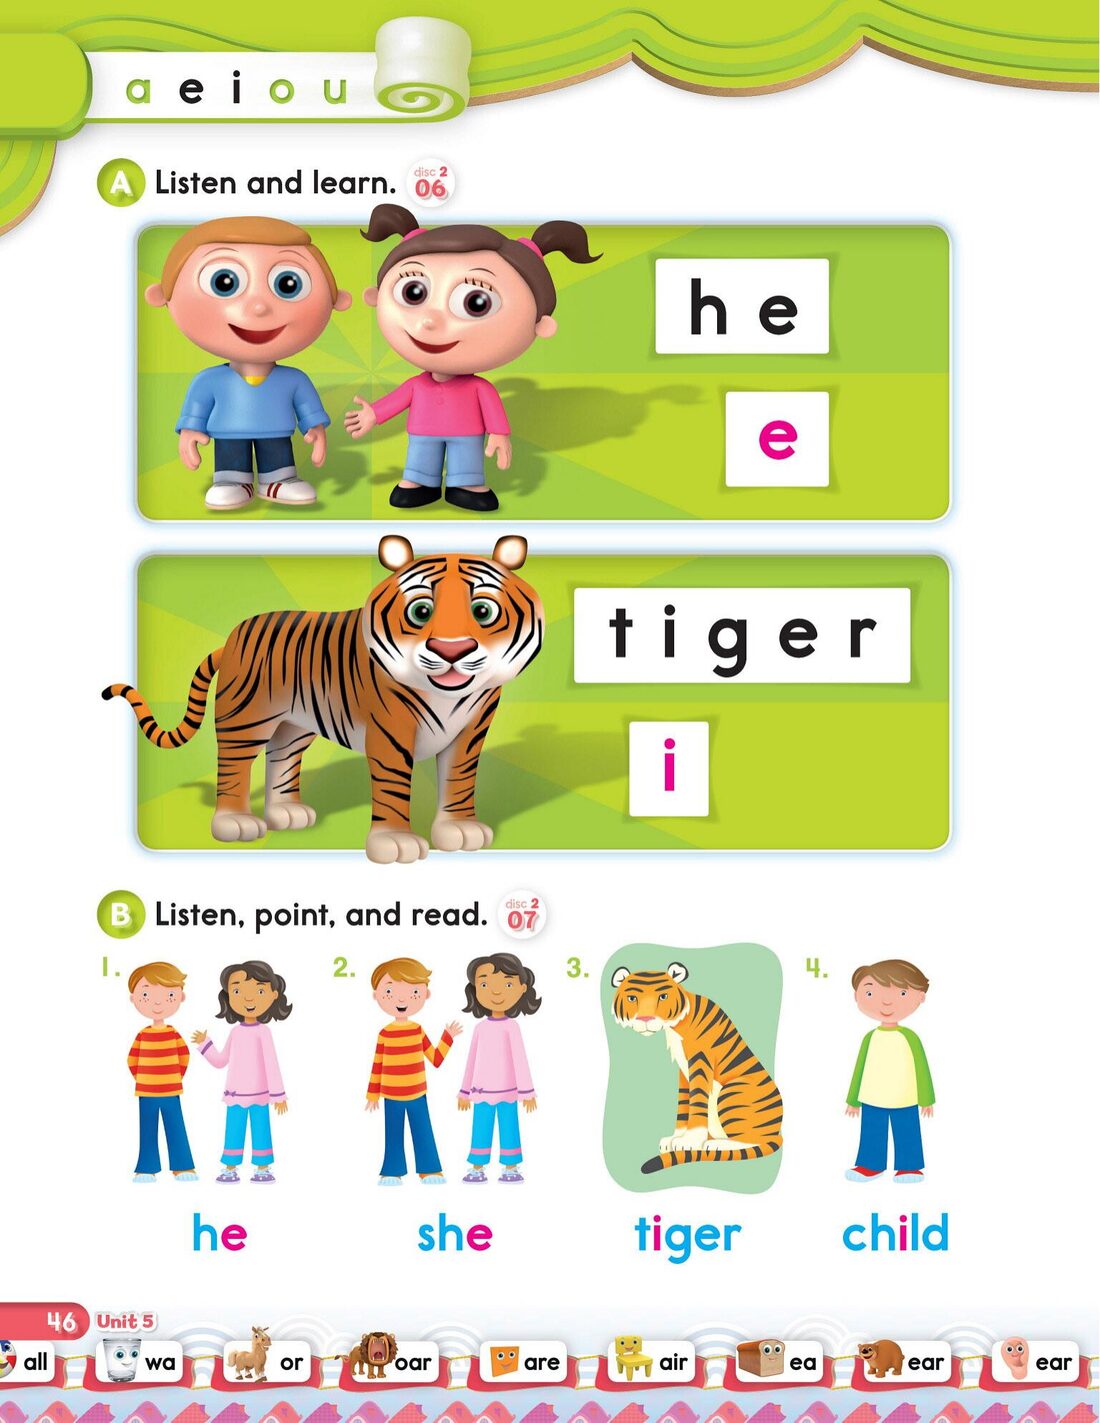 a e i o u
A Listen and learn. disc 2 06
h e
e
t i g e r
i
B Listen, point, and read. disc 2 07
1. 2. 3. 4.
he she tiger child
46 Unit 5
all wa or oar are air ea ear ear